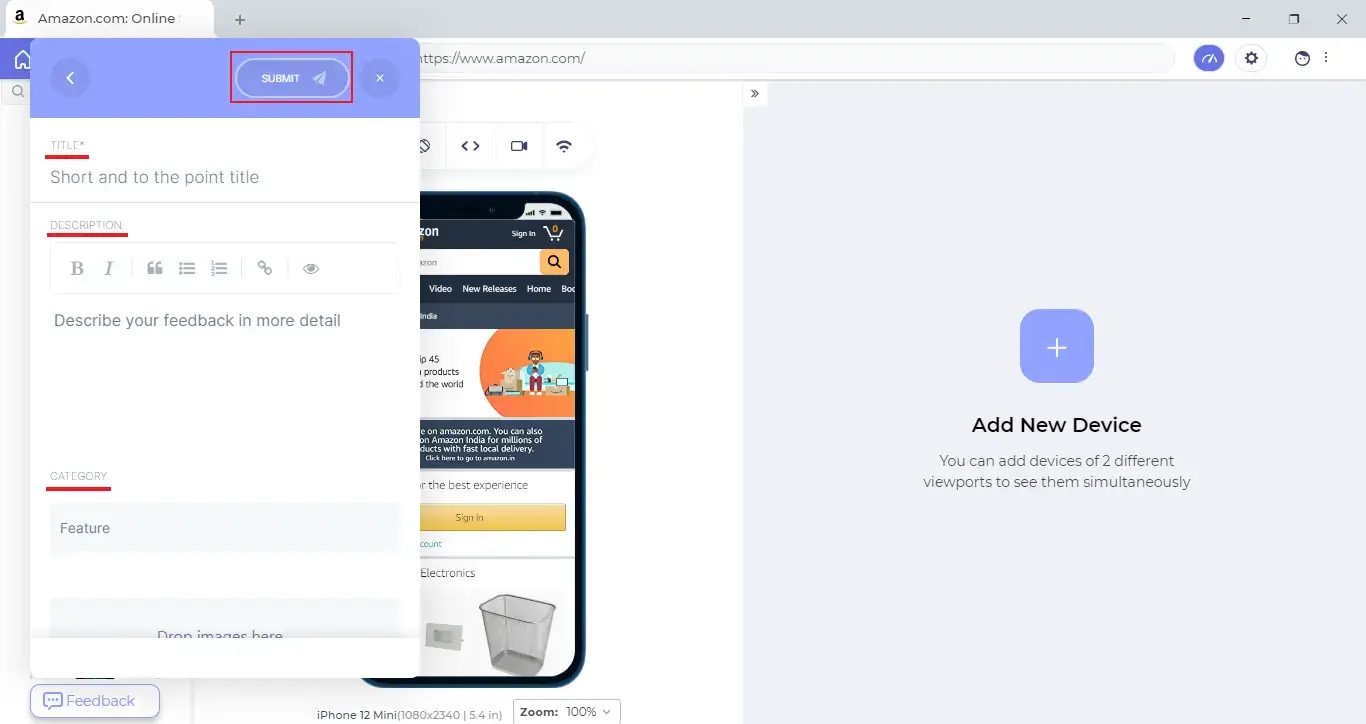 Amazon.com: Online
https://www.amazon.com/
SUBMIT
TITLE*
Short and to the point title
DESCRIPTION
B I
Describe your feedback in more detail
CATEGORY
Feature
Drop images here
Feedback
zon
Sign In
0
azon
Video New Releases Home Boo
India
ip 45
products
d the world
e on amazon.com. You can also
on Amazon India for millions of
ducts with fast local delivery.
Click here to go to amazon.in
or the best experience
Sign in
count
Electronics
iPhone 12 Mini(1080x2340 | 5.4 in)
Zoom: 100%
Add New Device
You can add devices of 2 different
viewports to see them simultaneously